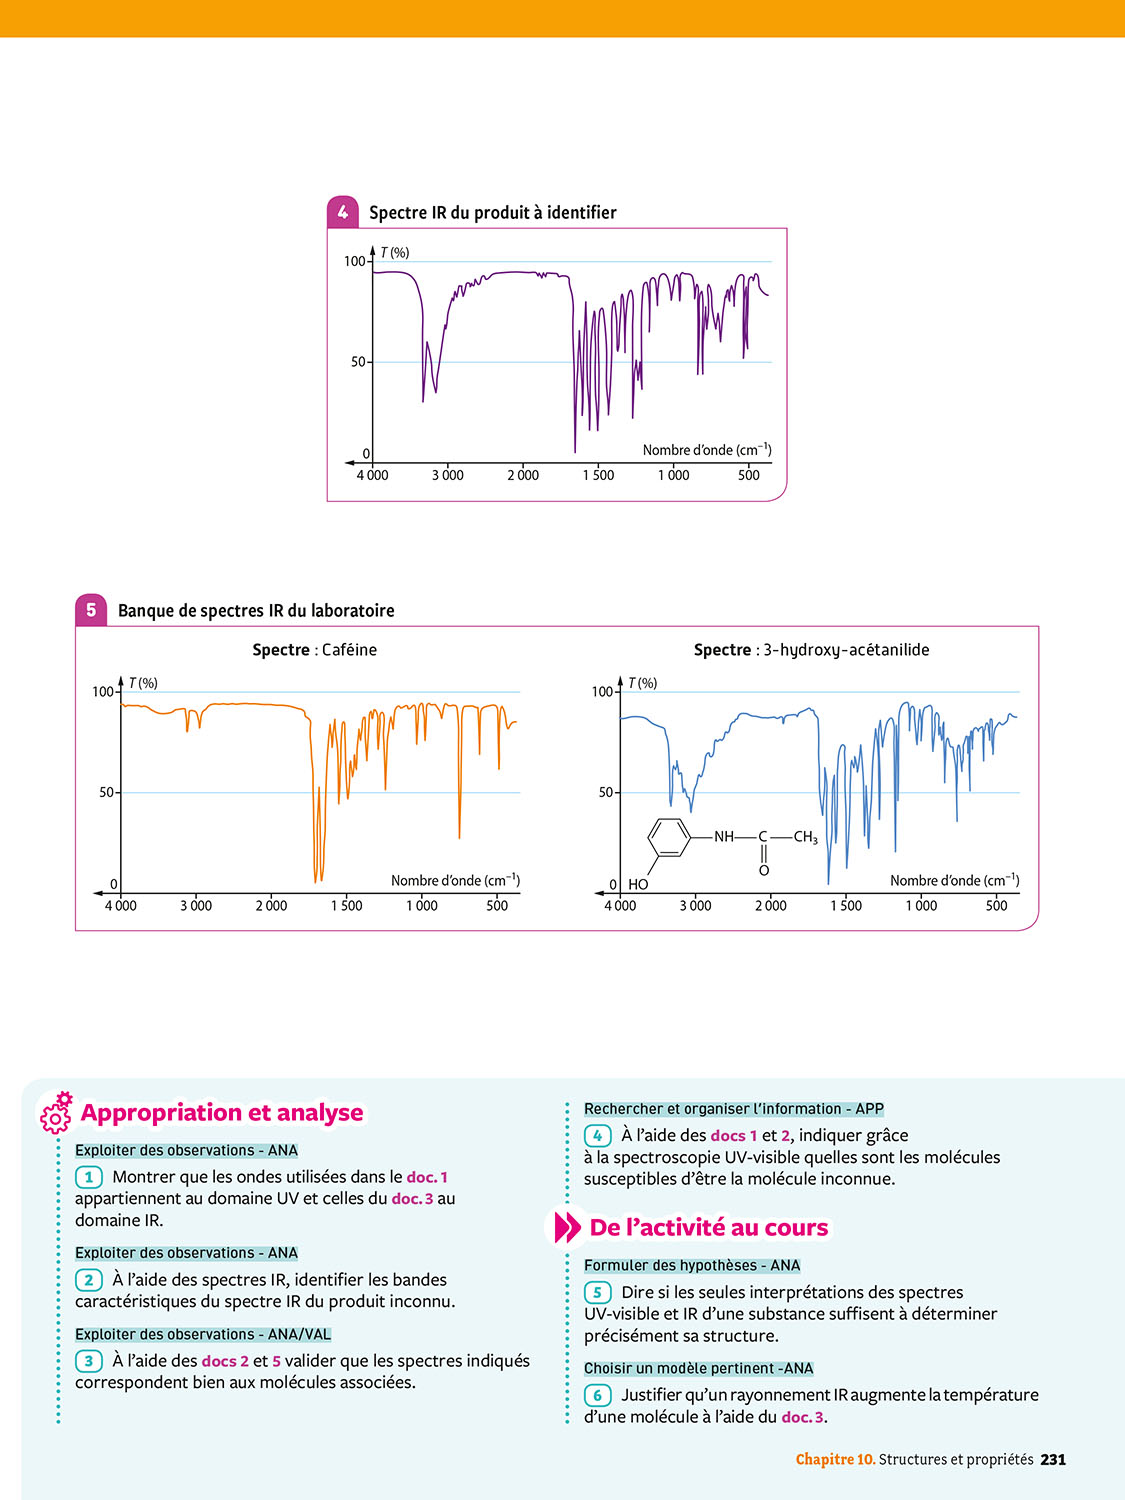 4 Spectre IR du produit à identifier
T (%)
100
50
0
Nombre d'onde (cm⁻¹)
4 000 3 000 2 000 1 500 1 000 500
5 Banque de spectres IR du laboratoire
Spectre : Caféine
T (%)
100
50
0
Nombre d'onde (cm⁻¹)
4 000 3 000 2 000 1 500 1 000 500
Spectre : 3-hydroxy-acétanilide
T (%)
100
50
NH C CH₃
O
HO
0
Nombre d'onde (cm⁻¹)
4 000 3 000 2 000 1 500 1 000 500
Appropriation et analyse
Exploiter des observations - ANA
1 Montrer que les ondes utilisées dans le doc. 1
appartiennent au domaine UV et celles du doc. 3 au
domaine IR.
Exploiter des observations - ANA
2 À l'aide des spectres IR, identifier les bandes
caractéristiques du spectre IR du produit inconnu.
Exploiter des observations - ANA/VAL
3 À l'aide des docs 2 et 5 valider que les spectres indiqués
correspondent bien aux molécules associées.
Rechercher et organiser l'information - APP
4 À l'aide des docs 1 et 2, indiquer grâce
à la spectroscopie UV-visible quelles sont les molécules
susceptibles d'être la molécule inconnue.
De l'activité au cours
Formuler des hypothèses - ANA
5 Dire si les seules interprétations des spectres
UV-visible et IR d'une substance suffisent à déterminer
précisément sa structure.
Choisir un modèle pertinent -ANA
6 Justifier qu'un rayonnement IR augmente la température
d'une molécule à l'aide du doc. 3.
Chapitre 10. Structures et propriétés 231